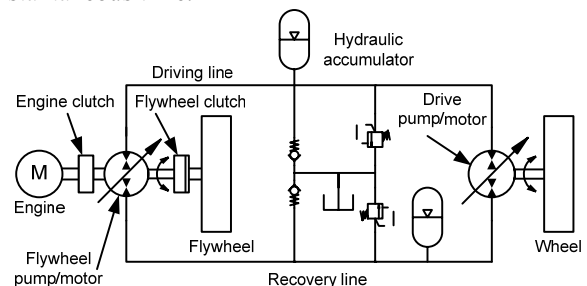 Hydraulic
accumulator
Driving line
Engine clutch
Flywheel clutch
Drive
pump/motor
M
Engine
Flywheel
pump/motor
Flywheel
Wheel
Recovery line